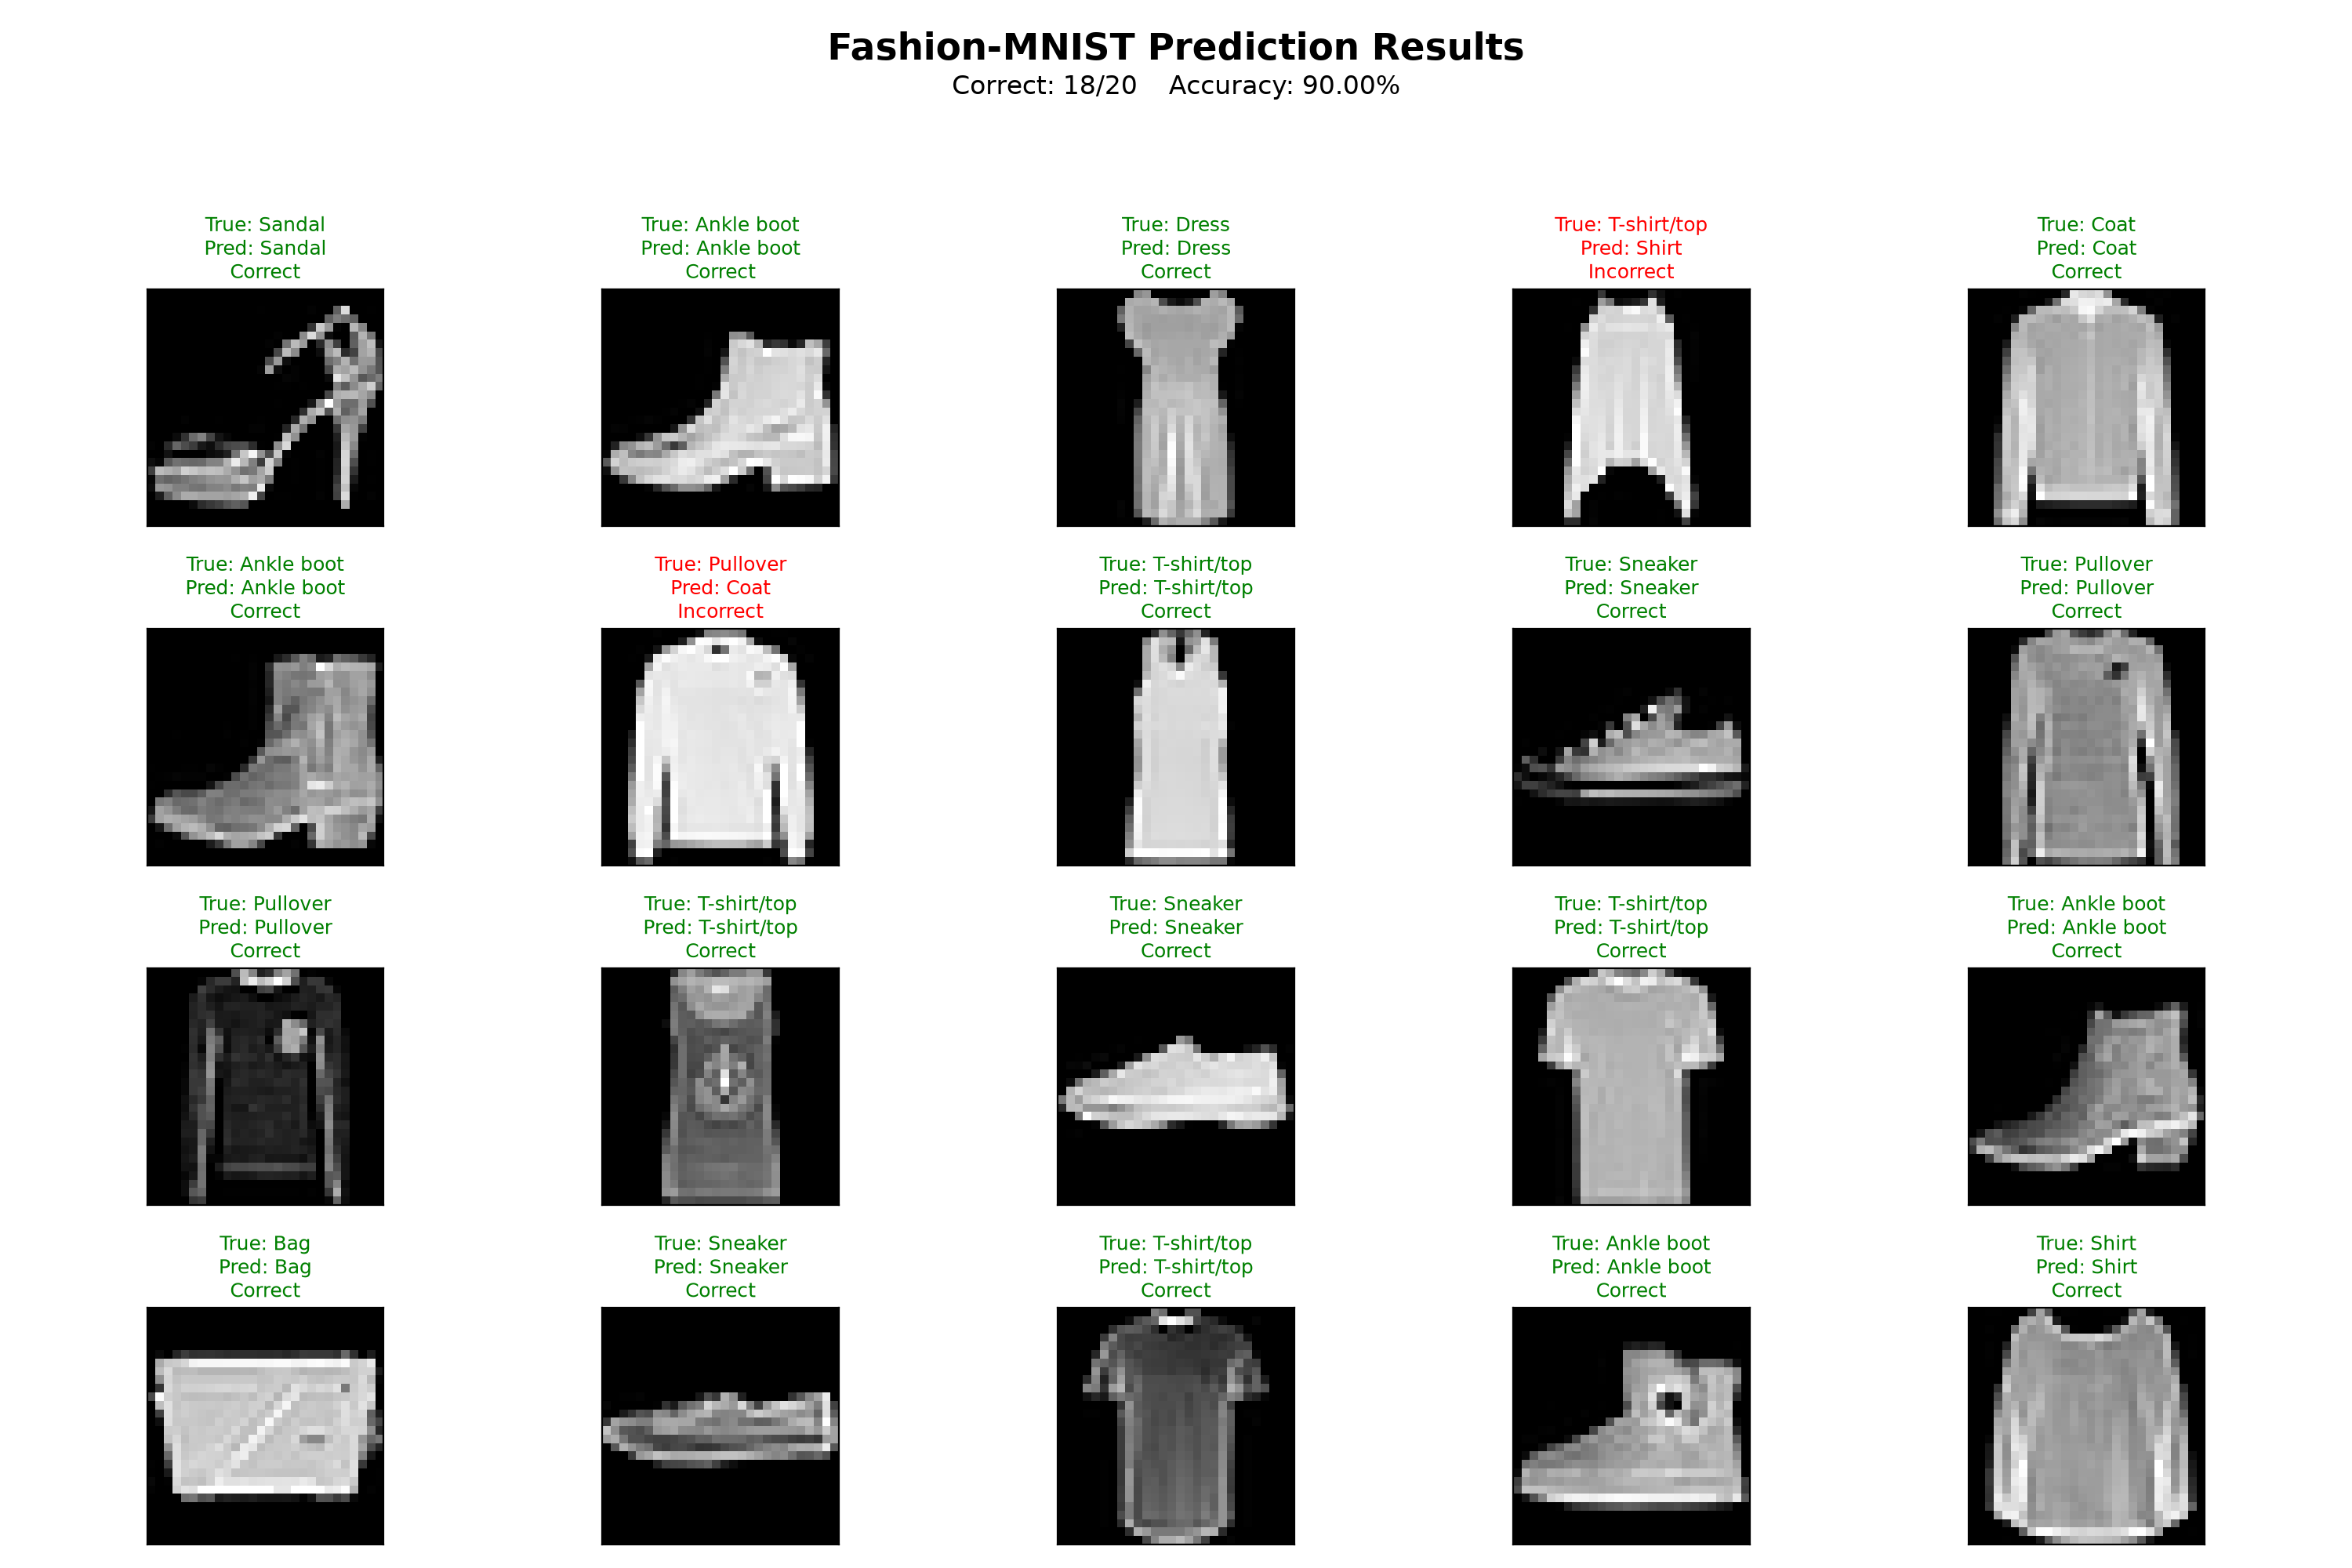 Fashion-MNIST Prediction Results
Correct: 18/20    Accuracy: 90.00%
True: Sandal
Pred: Sandal
Correct
True: Ankle boot
Pred: Ankle boot
Correct
True: Dress
Pred: Dress
Correct
True: T-shirt/top
Pred: Shirt
Incorrect
True: Coat
Pred: Coat
Correct
True: Ankle boot
Pred: Ankle boot
Correct
True: Pullover
Pred: Coat
Incorrect
True: T-shirt/top
Pred: T-shirt/top
Correct
True: Sneaker
Pred: Sneaker
Correct
True: Pullover
Pred: Pullover
Correct
True: Pullover
Pred: Pullover
Correct
True: T-shirt/top
Pred: T-shirt/top
Correct
True: Sneaker
Pred: Sneaker
Correct
True: T-shirt/top
Pred: T-shirt/top
Correct
True: Ankle boot
Pred: Ankle boot
Correct
True: Bag
Pred: Bag
Correct
True: Sneaker
Pred: Sneaker
Correct
True: T-shirt/top
Pred: T-shirt/top
Correct
True: Ankle boot
Pred: Ankle boot
Correct
True: Shirt
Pred: Shirt
Correct